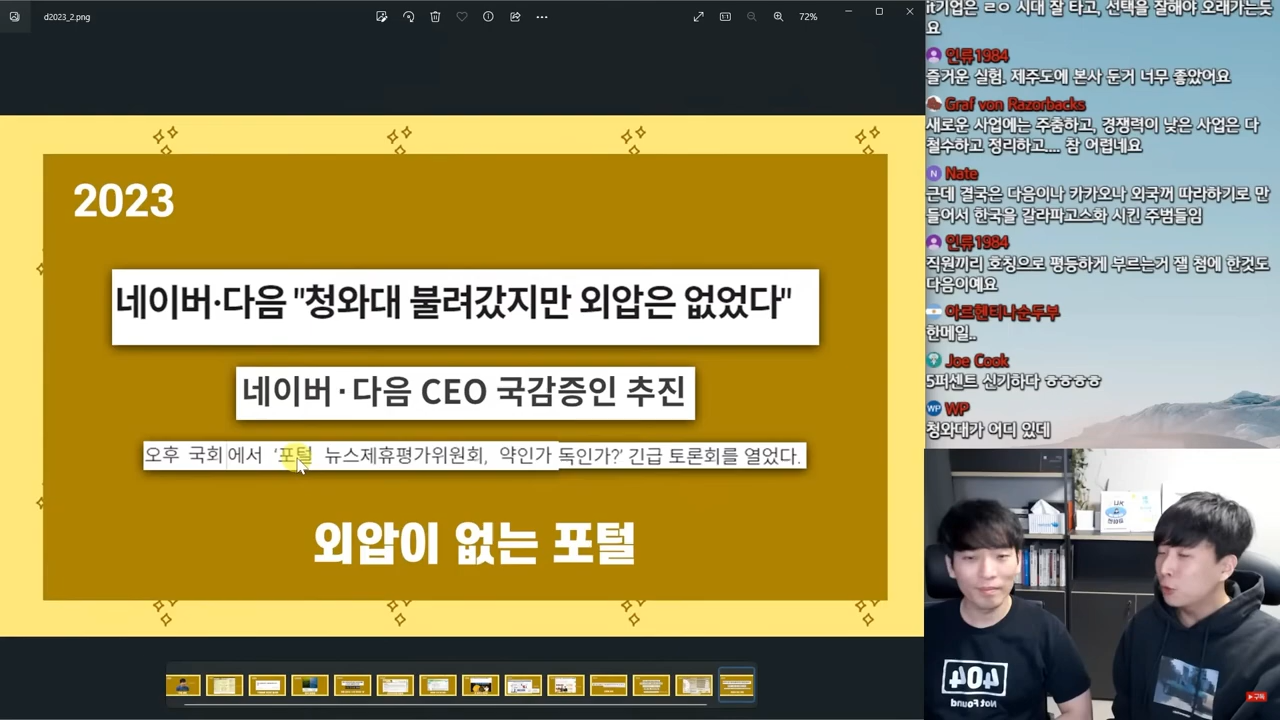 d2023_2.png
72%
2023
네이버·다음 "청와대 불려갔지만 외압은 없었다"
네이버·다음 CEO 국감증인 추진
오후 국회에서 '포털 뉴스제휴평가위원회, 약인가 독인가?' 긴급 토론회를 열었다.
외압이 없는 포털
it기업은 ㄹㅇ 시대 잘 타고, 선택을 잘해야 오래가는듯
요
인류1984
즐거운 실험. 제주도에 본사 둔거 너무 좋았어요
Graf von Razorbacks
새로운 사업에는 주춤하고, 경쟁력이 낮은 사업은 다
철수하고 정리하고.... 참 어렵네요
N Nate
근데 결국은 다음이나 카카오나 외국꺼 따라하기로 만
들어서 한국을 갈라파고스화 시킨 주범들임
인류1984
직원끼리 호칭으로 평등하게 부르는거 젤 첨에 한것도
다음이예요
아르헨티나순두부
한메일..
Joe Cook
5퍼센트 신기하다 ㅎㅎㅎㅎ
WP WP
청와대가 어디 있데
404
Not Found
구독